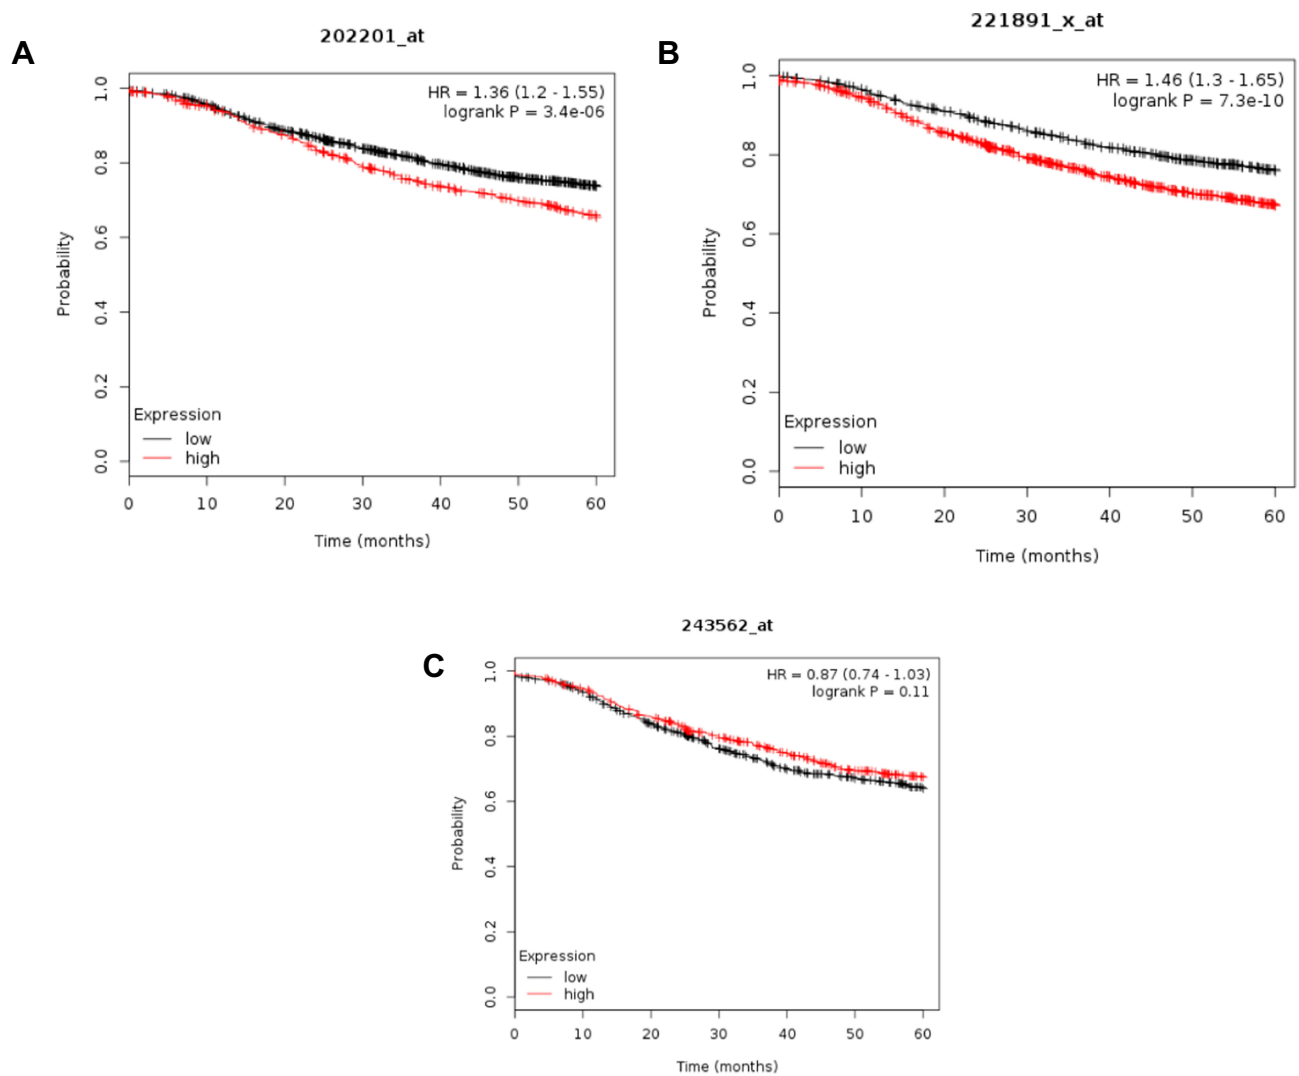 A
202201_at
HR = 1.36 (1.2 - 1.55)
logrank P = 3.4e-06
Probability
1.0
0.8
0.6
0.4
0.2
0.0
Expression
low
high
0 10 20 30 40 50 60
Time (months)
B
221891_x_at
HR = 1.46 (1.3 - 1.65)
logrank P = 7.3e-10
Probability
1.0
0.8
0.6
0.4
0.2
0.0
Expression
low
high
0 10 20 30 40 50 60
Time (months)
C
243562_at
HR = 0.87 (0.74 - 1.03)
logrank P = 0.11
Probability
1.0
0.8
0.6
0.4
0.2
0.0
Expression
low
high
0 10 20 30 40 50 60
Time (months)